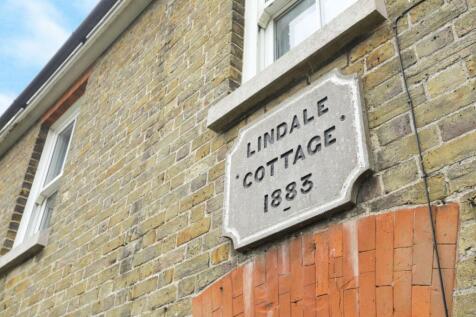 LINDALE
· COTTAGE ·
1883